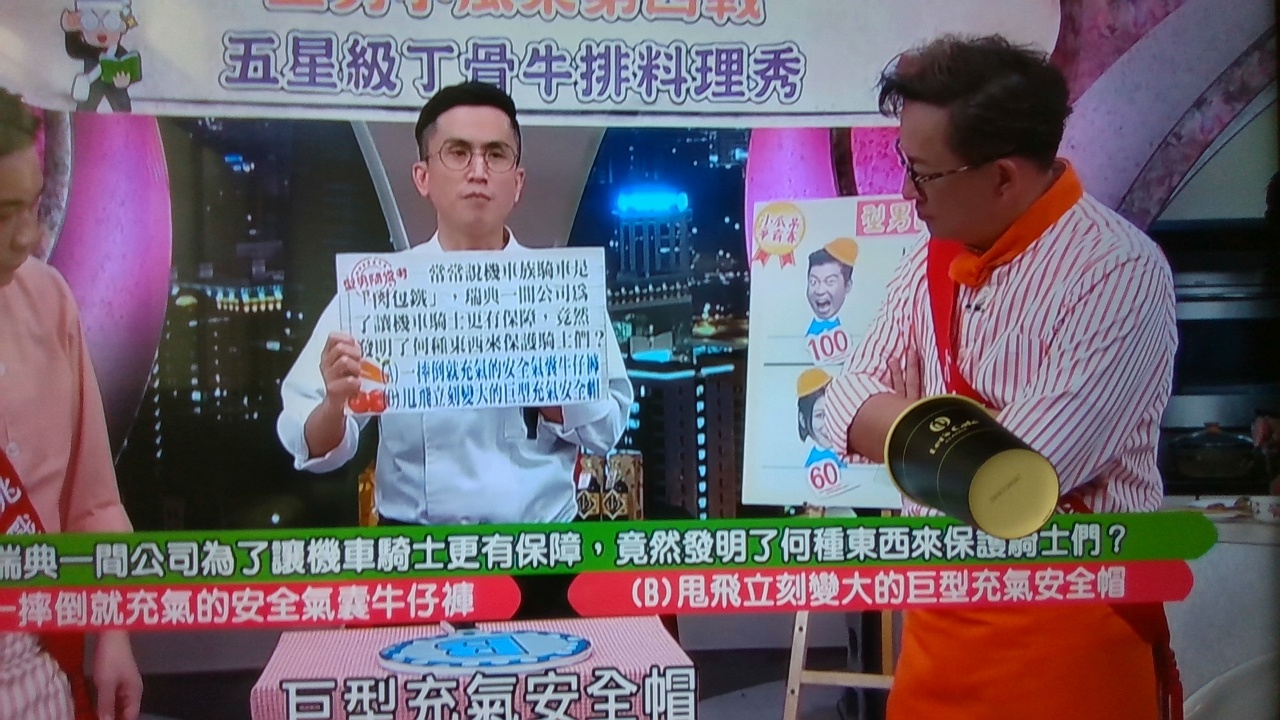 五星級丁骨牛排料理秀
常常說機車族騎車是
「肉包鐵」，瑞典一間公司為
了讓機車騎士更有保障，竟然
發明了何種東西來保護騎士們？
一摔倒就充氣的安全氣囊牛仔褲
甩飛立刻變大的巨型充氣安全帽
型男
100
60
Let's Cafe
瑞典一間公司為了讓機車騎士更有保障，竟然發明了何種東西來保護騎士們？
一摔倒就充氣的安全氣囊牛仔褲
(B)甩飛立刻變大的巨型充氣安全帽
巨型充氣安全帽